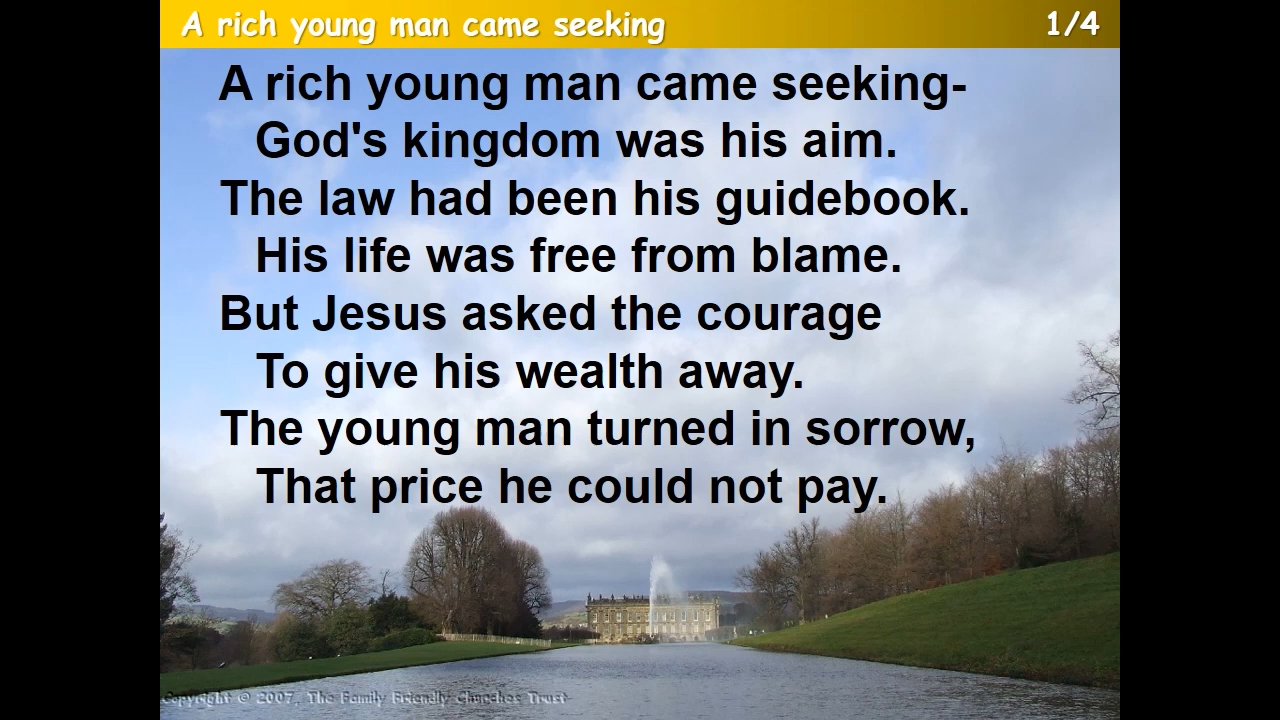 A rich young man came seeking 1/4
A rich young man came seeking-
God's kingdom was his aim.
The law had been his guidebook.
His life was free from blame.
But Jesus asked the courage
To give his wealth away.
The young man turned in sorrow,
That price he could not pay.
Copyright © 2007, The Family Friendly Churches Trust